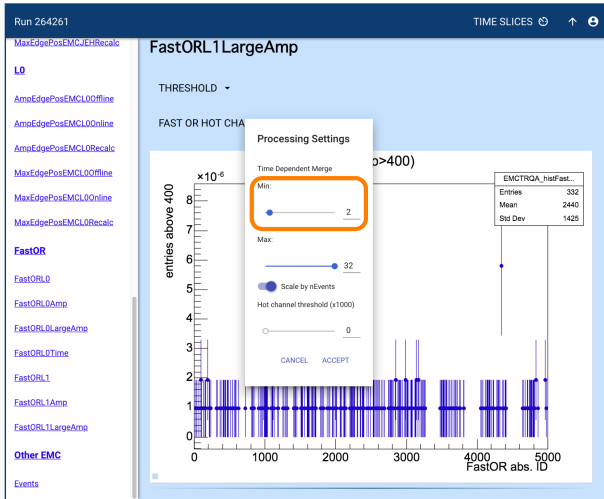 Run 264261
TIME SLICES
MaxEdgePosEMCJEHRecalc
L0
AmpEdgePosEMCL0Offline
AmpEdgePosEMCL0Online
AmpEdgePosEMCL0Recalc
MaxEdgePosEMCL0Offline
MaxEdgePosEMCL0Online
MaxEdgePosEMCL0Recalc
FastOR
FastORL0
FastORL0Amp
FastORL0LargeAmp
FastORL0Time
FastORL1
FastORL1Amp
FastORL1LargeAmp
Other EMC
Events
FastORL1LargeAmp
THRESHOLD
FAST OR HOT CHA
Processing Settings
Time Dependent Merge
Min:
2
Max:
32
Scale by nEvents
Hot channel threshold (x1000)
0
CANCEL ACCEPT
p>400)
×10-6
EMCTRQA_histFast...
Entries 332
Mean 2440
Std Dev 1425
entries above 400
8
7
6
5
4
3
2
1
0
0 1000 2000 3000 4000 5000
FastOR abs. ID